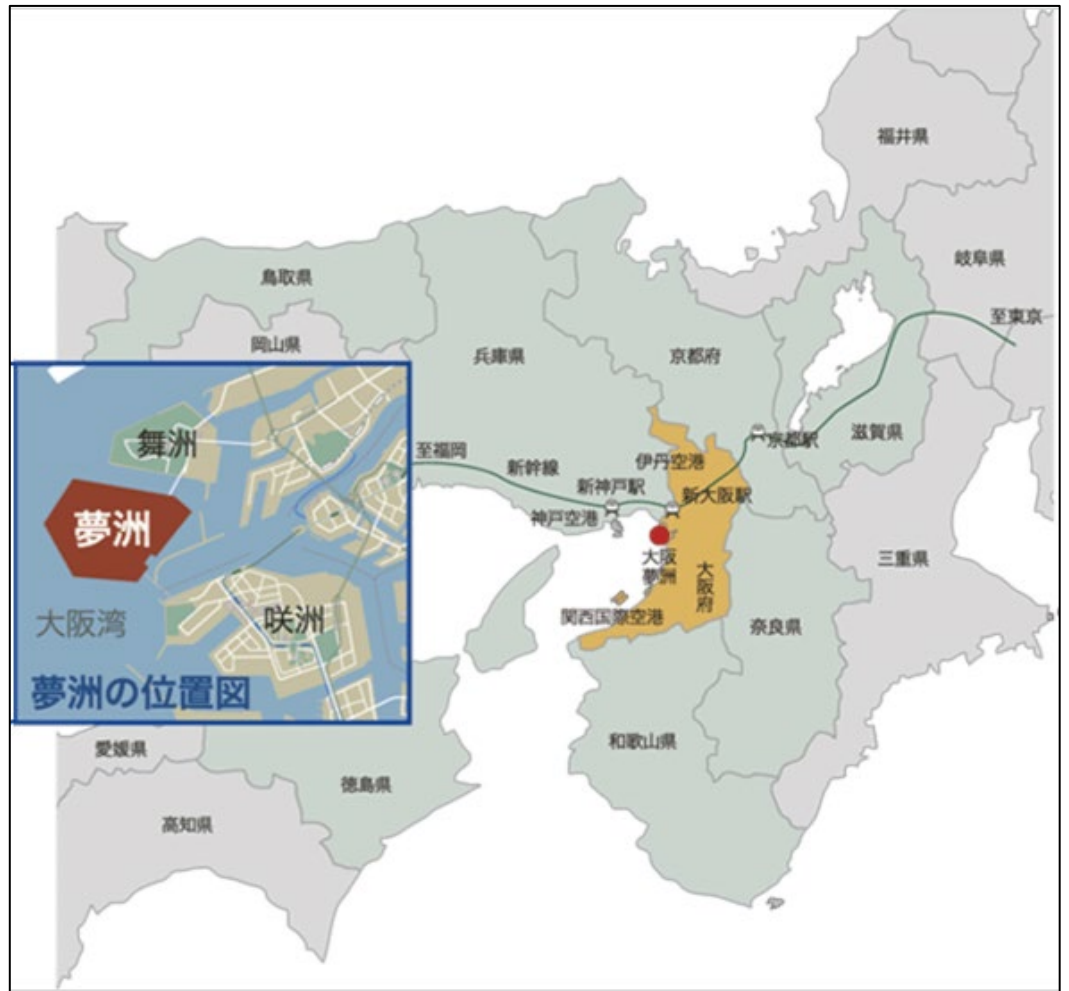 福井県
岐阜県
至東京
鳥取県
岡山県
兵庫県
京都府
京都駅
滋賀県
至福岡
新幹線
伊丹空港
新神戸駅
新大阪駅
神戸空港
大阪
夢洲
大阪府
関西国際空港
三重県
奈良県
和歌山県
舞洲
夢洲
咲洲
大阪湾
夢洲の位置図
愛媛県
徳島県
高知県